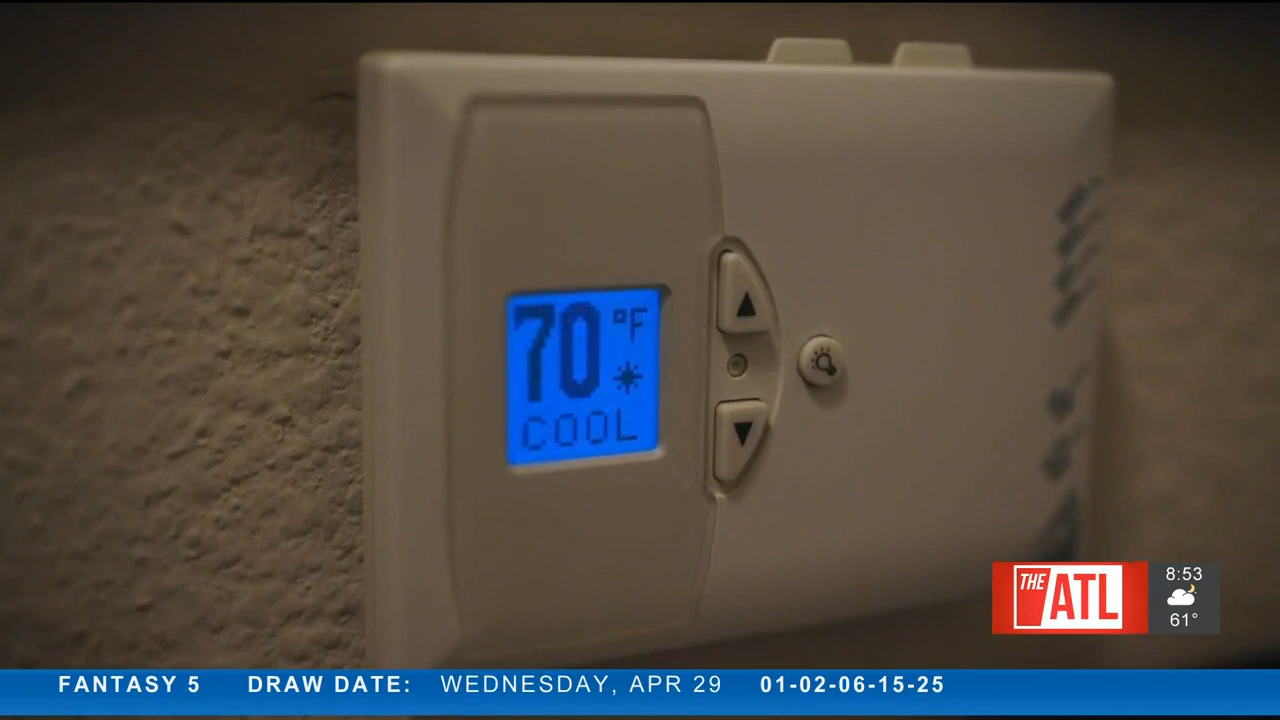 70 °F
COOL
THE ATL
8:53
61°
FANTASY 5 DRAW DATE: WEDNESDAY, APR 29 01-02-06-15-25